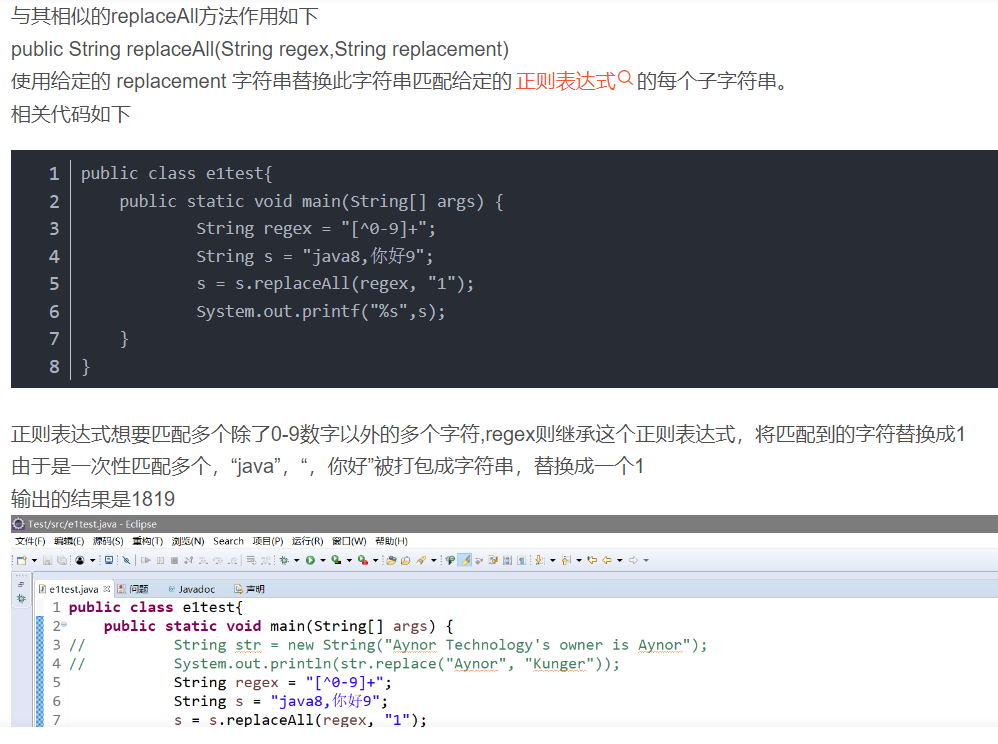 与其相似的replaceAll方法作用如下
public String replaceAll(String regex,String replacement)
使用给定的 replacement 字符串替换此字符串匹配给定的 正则表达式 的每个子字符串。
相关代码如下
1 public class e1test{
2 public static void main(String[] args) {
3 String regex = "[^0-9]+";
4 String s = "java8,你好9";
5 s = s.replaceAll(regex, "1");
6 System.out.printf("%s",s);
7 }
8 }
正则表达式想要匹配多个除了0-9数字以外的多个字符,regex则继承这个正则表达式，将匹配到的字符替换成1
由于是一次性匹配多个，“java”，“，你好”被打包成字符串，替换成一个1
输出的结果是1819
Test/src/e1test.java - Eclipse
文件(F) 编辑(E) 源码(S) 重构(T) 浏览(N) Search 项目(P) 运行(R) 窗口(W) 帮助(H)
e1test.java 问题 @ Javadoc 声明
1 public class e1test{
2 public static void main(String[] args) {
3 // String str = new String("Aynor Technology's owner is Aynor");
4 // System.out.println(str.replace("Aynor", "Kunger"));
5 String regex = "[^0-9]+";
6 String s = "java8,你好9";
7 s = s.replaceAll(regex, "1");